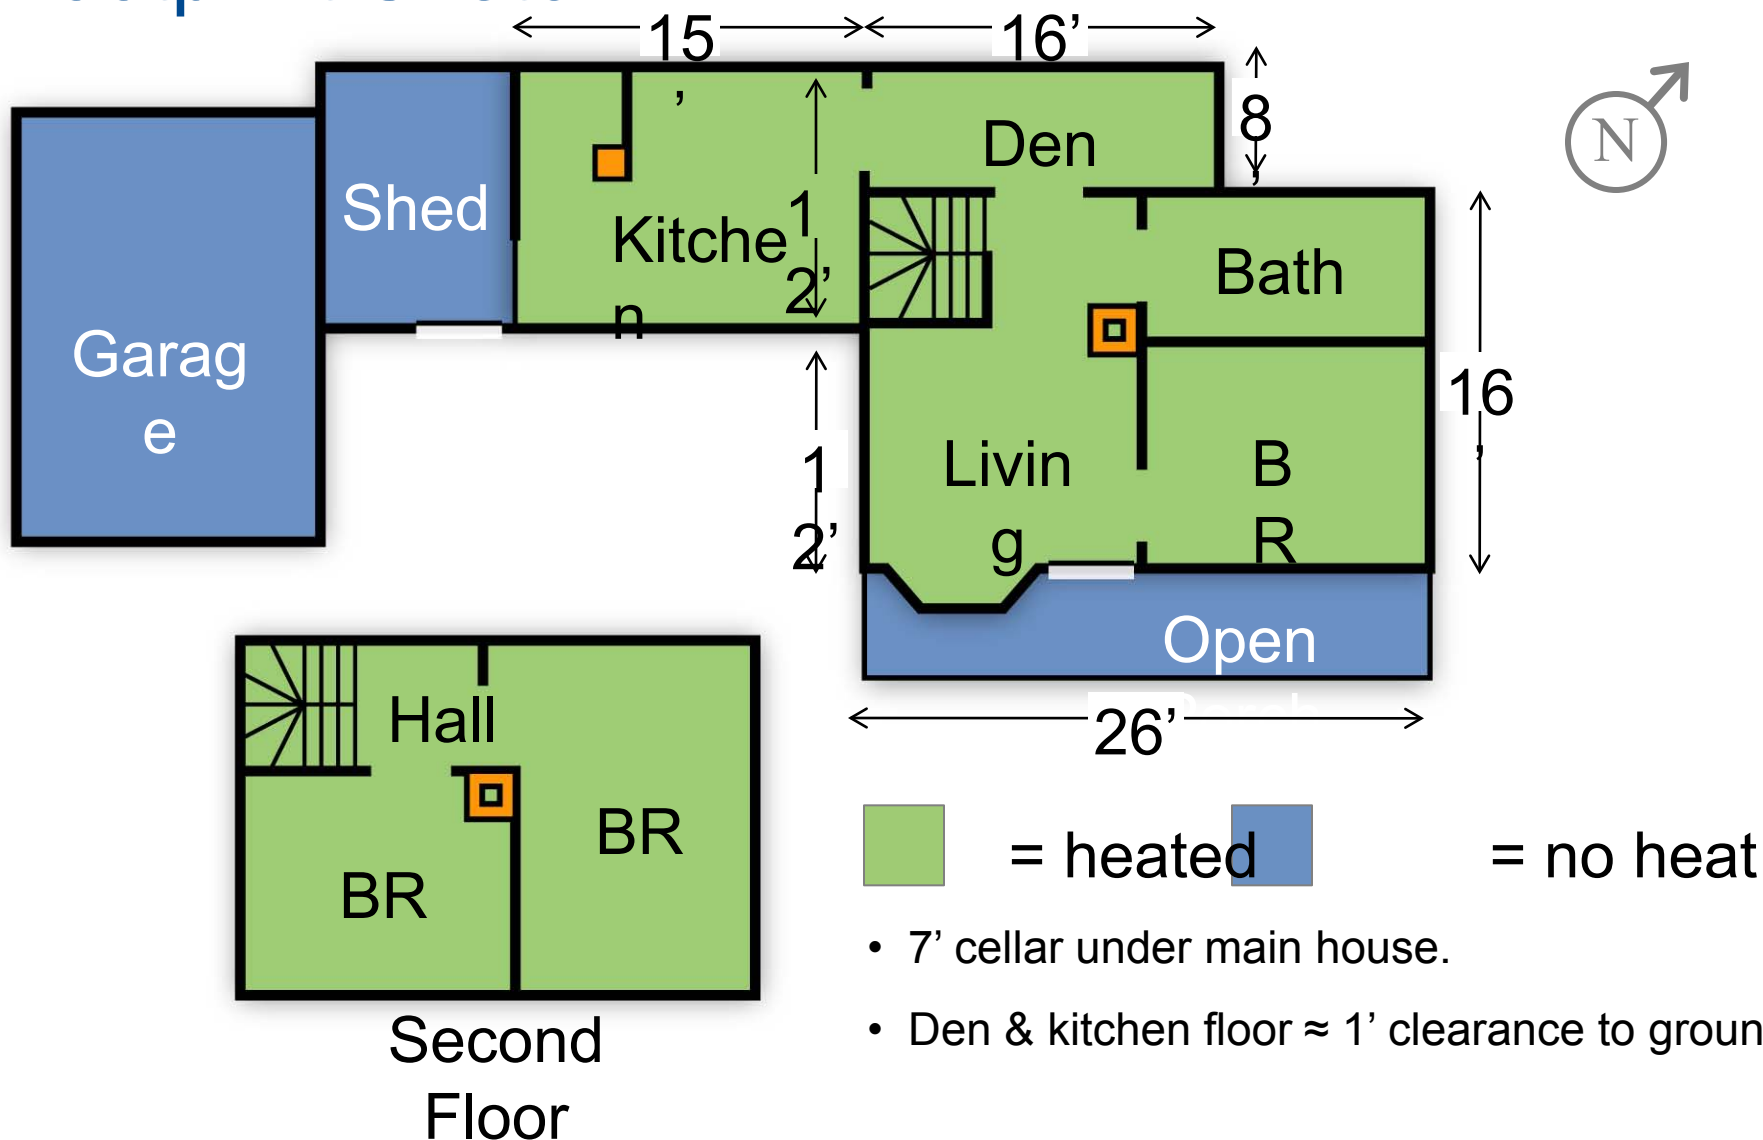 15
’
16’
8
’
N
Den
Shed
Kitche
n
1
2’
Bath
Garag
e
16
’
1
2’
Livin
g
B
R
Open
26’
Hall
BR
BR
= heated
= no heat
• 7’ cellar under main house.
• Den & kitchen floor ≈ 1’ clearance to groun
Second
Floor